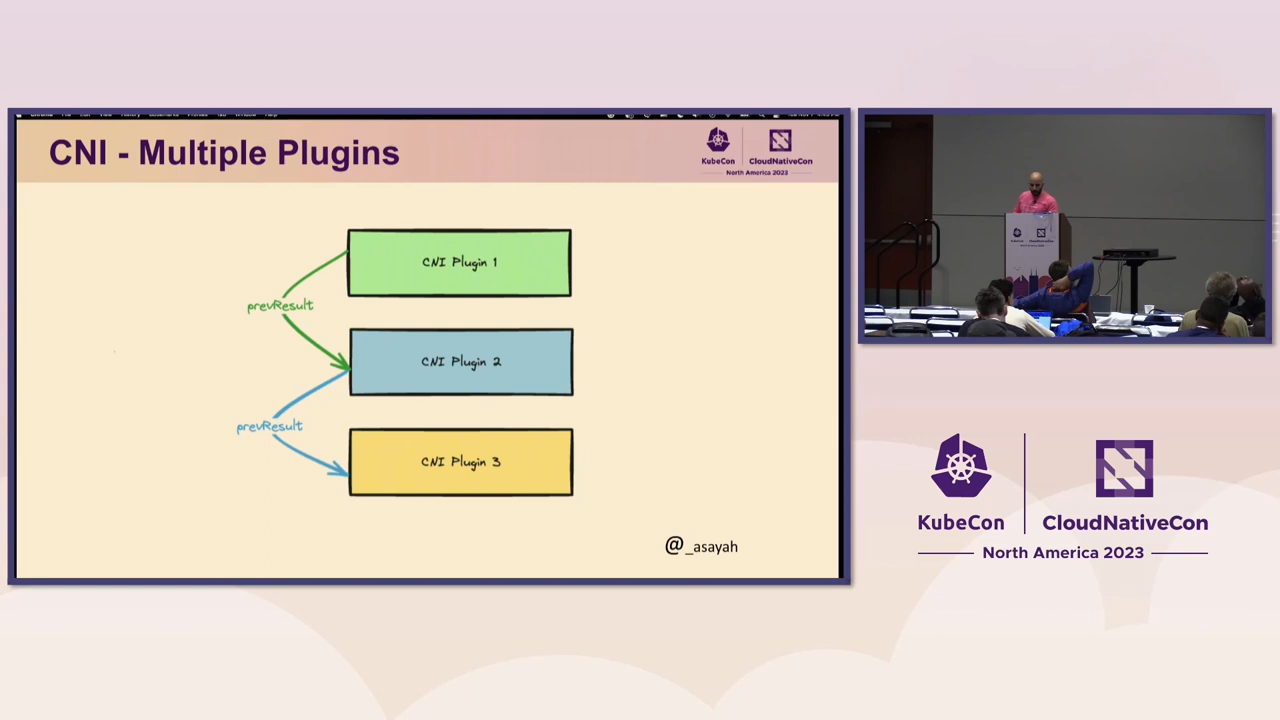 CNI - Multiple Plugins
KubeCon
CloudNativeCon
North America 2023
CNI Plugin 1
prevResult
CNI Plugin 2
prevResult
CNI Plugin 3
@_asayah
KubeCon
CloudNativeCon
North America 2023